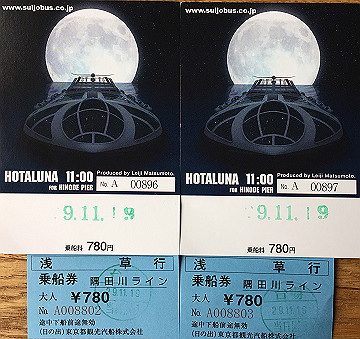 www.suijobus.co.jp
HOTALUNA 11:00
FOR HINODE PIER
Produced by Leiji Matsumoto.
No. A 00896
9.11.19
乗船料 780円
www.suijobus.co.jp
HOTALUNA 11:00
FOR HINODE PIER
Produced by Leiji Matsumoto.
No. A 00897
9.11.19
乗船料 780円
浅草行
乗船券 隅田川ライン
大人 ¥780
№ A008802
途中下船前途無効
(日の出)東京都観光汽船株式会社
浅草行
乗船券 隅田川ライン
大人 ¥780
№ A008803
途中下船前途無効
(日の出)東京都観光汽船株式会社